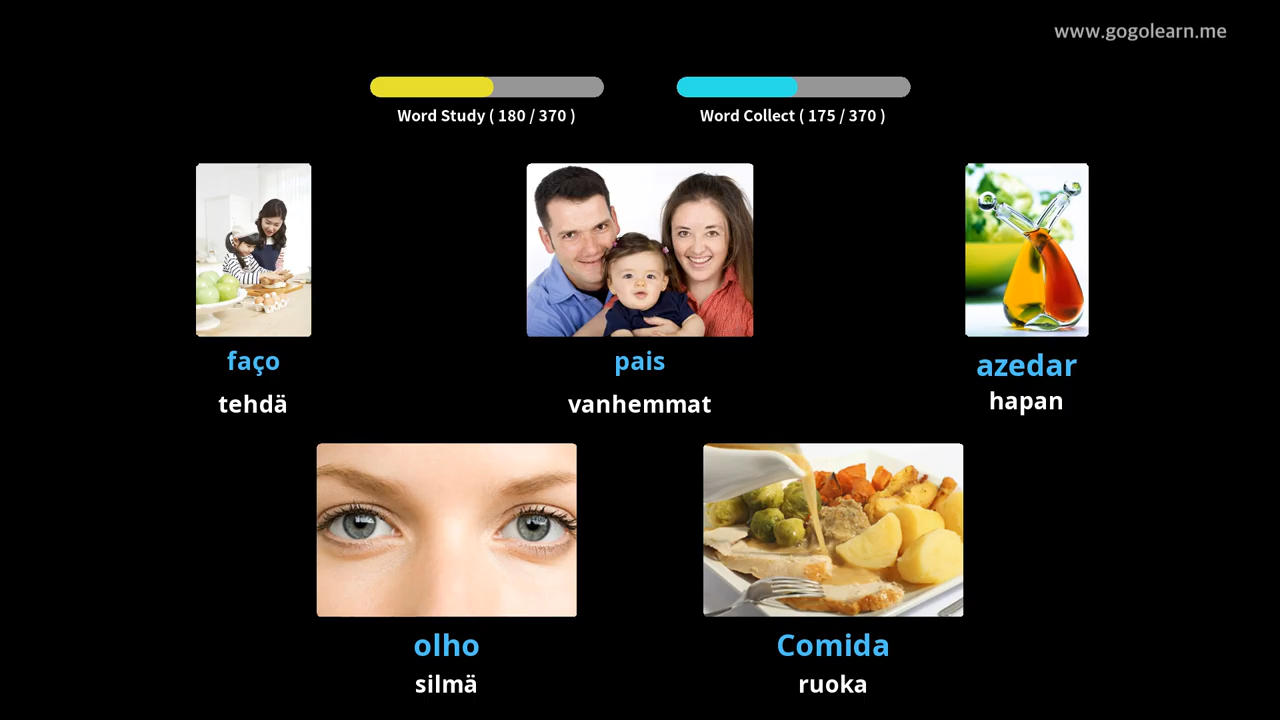 www.gogolearn.me
Word Study ( 180 / 370 )
Word Collect ( 175 / 370 )
faço
pais
azedar
tehdä
vanhemmat
hapan
olho
Comida
silmä
ruoka